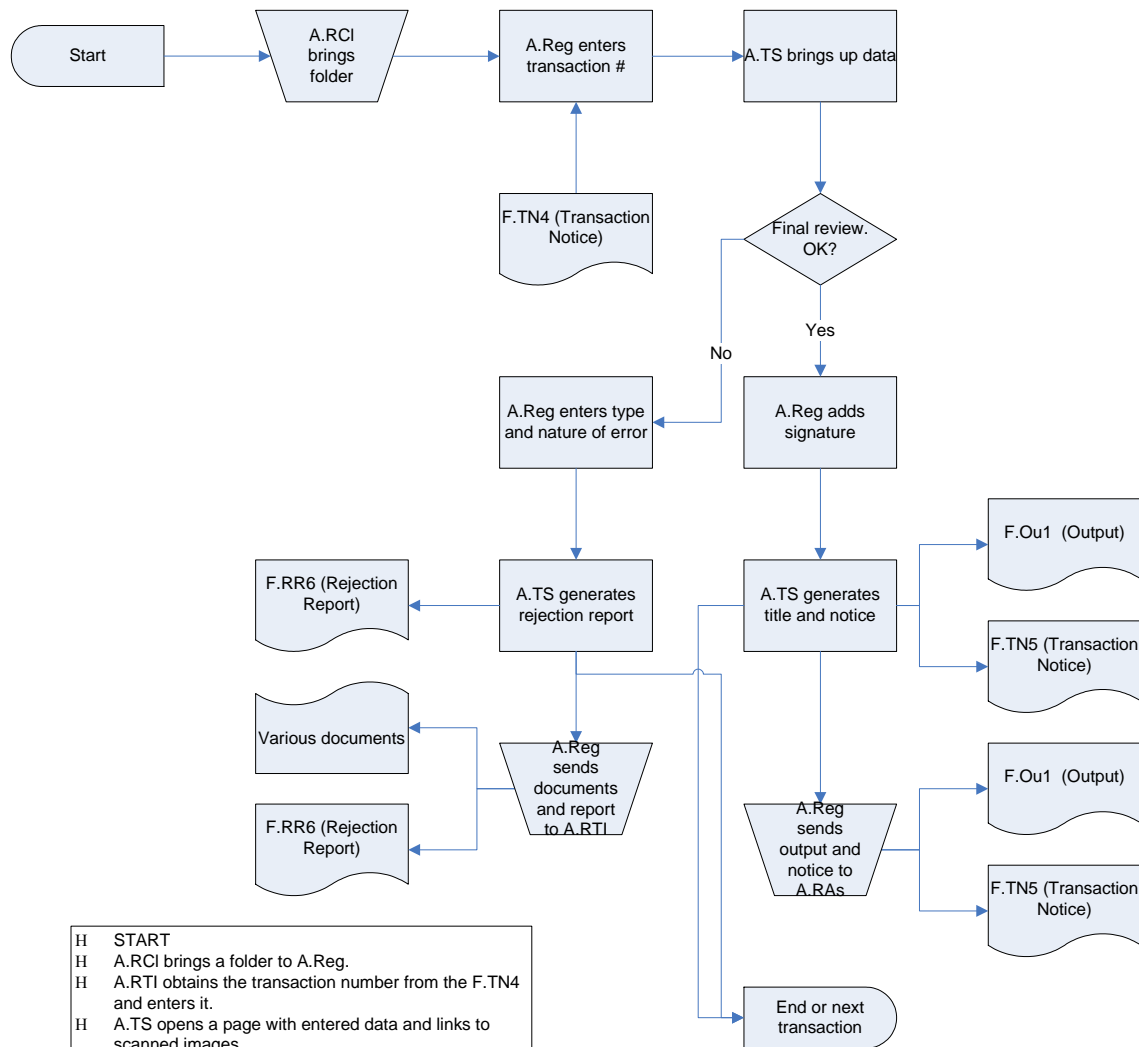 Start
A.RCI
brings
folder
A.Reg enters
transaction #
A.TS brings up data
F.TN4 (Transaction
Notice)
Final review.
OK?
Yes
No
A.Reg enters type
and nature of error
A.Reg adds
signature
F.Ou1 (Output)
F.RR6 (Rejection
Report)
A.TS generates
rejection report
A.TS generates
title and notice
F.TN5 (Transaction
Notice)
Various documents
A.Reg
sends
documents
and report
to A.RTI
F.Ou1 (Output)
A.Reg
sends
output and
notice to
A.RAs
F.RR6 (Rejection
Report)
F.TN5 (Transaction
Notice)
H START
H A.RCI brings a folder to A.Reg.
H A.RTI obtains the transaction number from the F.TN4
and enters it.
H A.TS opens a page with entered data and links to
scanned images
End or next
transaction